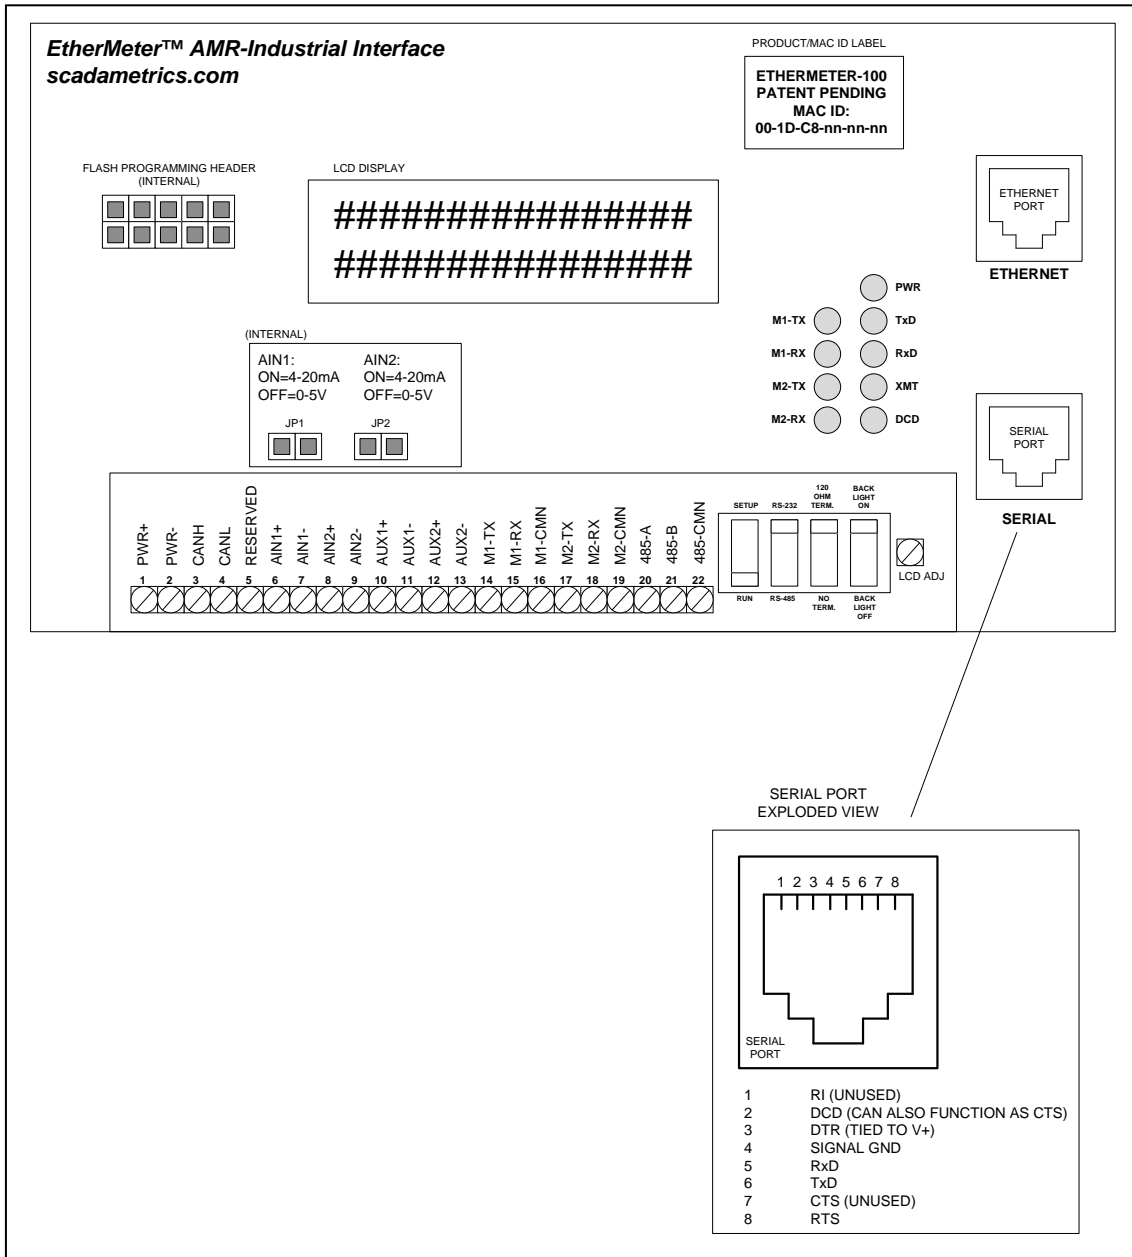 EtherMeter™ AMR-Industrial Interface
scadametrics.com
PRODUCT/MAC ID LABEL
ETHERMETER-100
PATENT PENDING
MAC ID:
00-1D-C8-nn-nn-nn
FLASH PROGRAMMING HEADER
(INTERNAL)
LCD DISPLAY
################
################
ETHERNET
PORT
ETHERNET
PWR
M1-TX TxD
M1-RX RxD
M2-TX XMT
M2-RX DCD
(INTERNAL)
AIN1: AIN2:
ON=4-20mA ON=4-20mA
OFF=0-5V OFF=0-5V
JP1 JP2
SERIAL
PORT
SERIAL
PWR+
PWR-
CANH
CANL
RESERVED
AIN1+
AIN1-
AIN2+
AIN2-
AUX1+
AUX1-
AUX2+
AUX2-
M1-TX
M1-RX
M1-CMN
M2-TX
M2-RX
M2-CMN
485-A
485-B
485-CMN
1 2 3 4 5 6 7 8 9 10 11 12 13 14 15 16 17 18 19 20 21 22
SETUP
RS-232
120
OHM
TERM.
BACK
LIGHT
ON
RUN
RS-485
NO
TERM.
BACK
LIGHT
OFF
LCD ADJ
SERIAL PORT
EXPLODED VIEW
1 2 3 4 5 6 7 8
SERIAL
PORT
1 RI (UNUSED)
2 DCD (CAN ALSO FUNCTION AS CTS)
3 DTR (TIED TO V+)
4 SIGNAL GND
5 RxD
6 TxD
7 CTS (UNUSED)
8 RTS